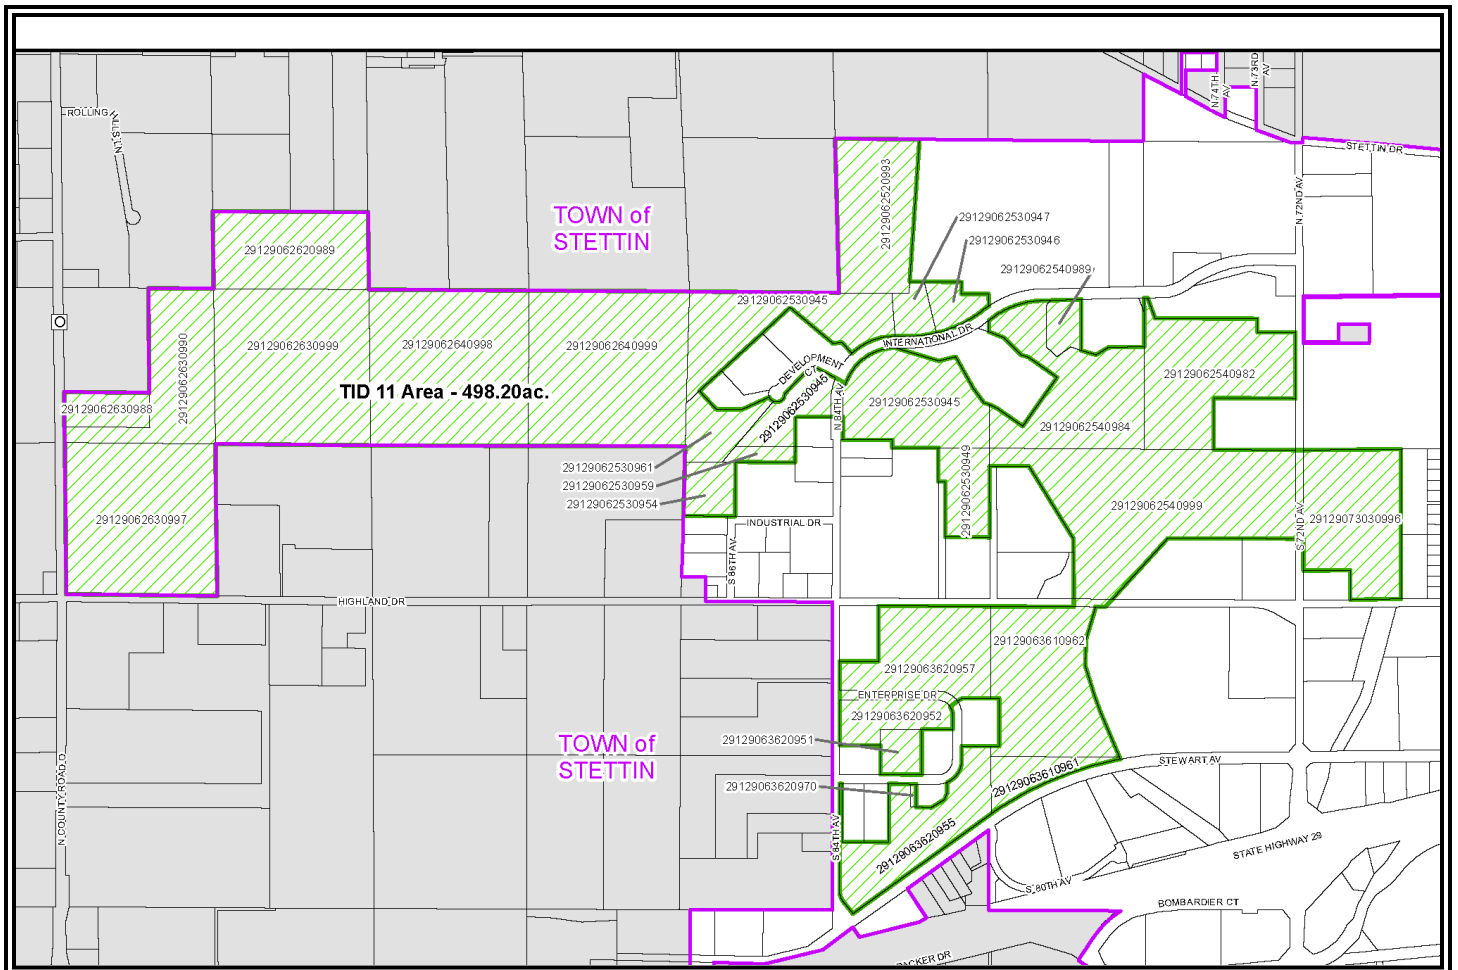 N 74TH AV
N 73RD AV
ROLLING
HILLS LN
STETTIN DR
29129062520993
N 72ND AV
TOWN of
STETTIN
29129062530947
29129062530946
29129062620989
29129062540989
29129062530945
INTERNATIONAL DR
29129062630990
29129062630999
29129062640998
29129062640999
DEVELOPMENT
CT
29129062540982
TID 11 Area - 498.20ac.
29129062530945
29129062530945
N 84TH AV
29129062630988
29129062540984
29129062530961
29129062530959
29129062530949
29129062530954
29129062540999
29129062630997
INDUSTRIAL DR
S 72ND AV
29129073030996
S 86TH AV
HIGHLAND DR
29129063610962
29129063620957
ENTERPRISE DR
29129063620952
TOWN of
STETTIN
29129063620951
STEWART AV
29129063610961
29129063620970
N COUNTY ROAD O
S 84TH AV
29129063620955
STATE HIGHWAY 29
S 80TH AV
BOMBARDIER CT
PACKER DR